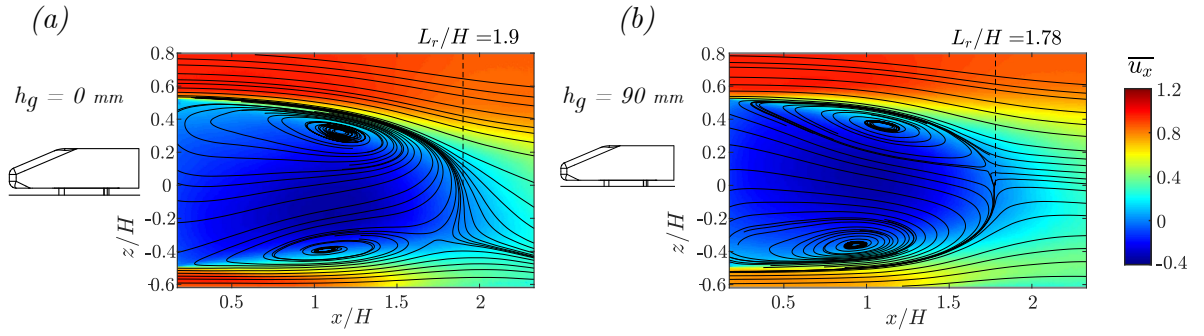 (a)
L_r/H =1.9
h_g = 0 mm
z/H
0.8
0.6
0.4
0.2
0
-0.2
-0.4
-0.6
0.5 1 1.5 2
x/H
(b)
L_r/H =1.78
h_g = 90 mm
z/H
0.8
0.6
0.4
0.2
0
-0.2
-0.4
-0.6
0.5 1 1.5 2
x/H
\overline{u_x}
1.2
0.8
0.4
0
-0.4